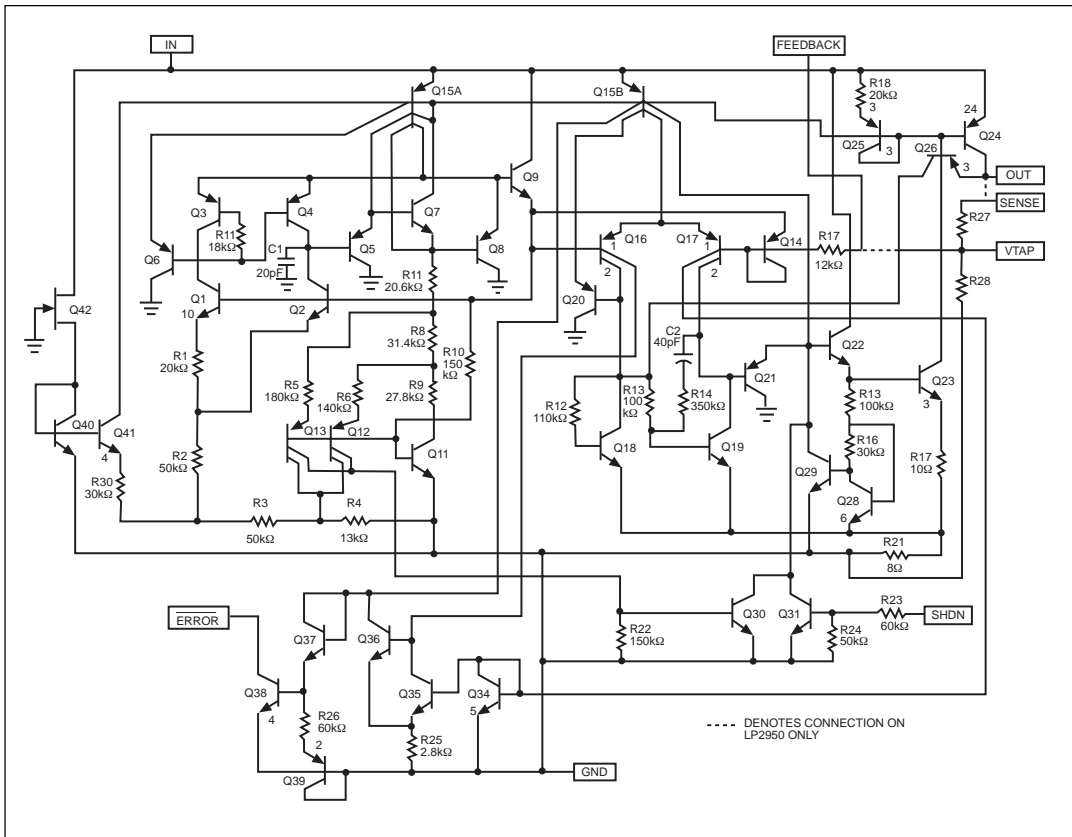 IN
FEEDBACK
Q15A
Q15B
R18
20kΩ
3
24
Q24
Q25
3
Q26
3
OUT
SENSE
Q9
Q3
R11
18kΩ
Q4
Q7
C1
20pF
Q5
Q8
Q6
Q16
1
2
Q17
1
2
Q14
R17
12kΩ
R27
VTAP
R28
Q42
Q1
10
Q2
R11
20.6kΩ
Q20
C2
40pF
Q22
R1
20kΩ
R8
31.4kΩ
R10
150
kΩ
R5
180kΩ
R6
140kΩ
R9
27.8kΩ
R12
110kΩ
R13
100
kΩ
R14
350kΩ
Q21
R13
100kΩ
Q23
3
Q40
Q41
4
Q13
Q12
Q11
Q18
Q19
R16
30kΩ
R17
10Ω
R2
50kΩ
R30
30kΩ
Q29
Q28
6
R3
50kΩ
R4
13kΩ
R21
8Ω
ERROR
Q37
Q36
Q30
Q31
R23
60kΩ
SHDN
R22
150kΩ
R24
50kΩ
Q38
4
Q35
Q34
5
R26
60kΩ
R25
2.8kΩ
2
Q39
GND
DENOTES CONNECTION ON
LP2950 ONLY